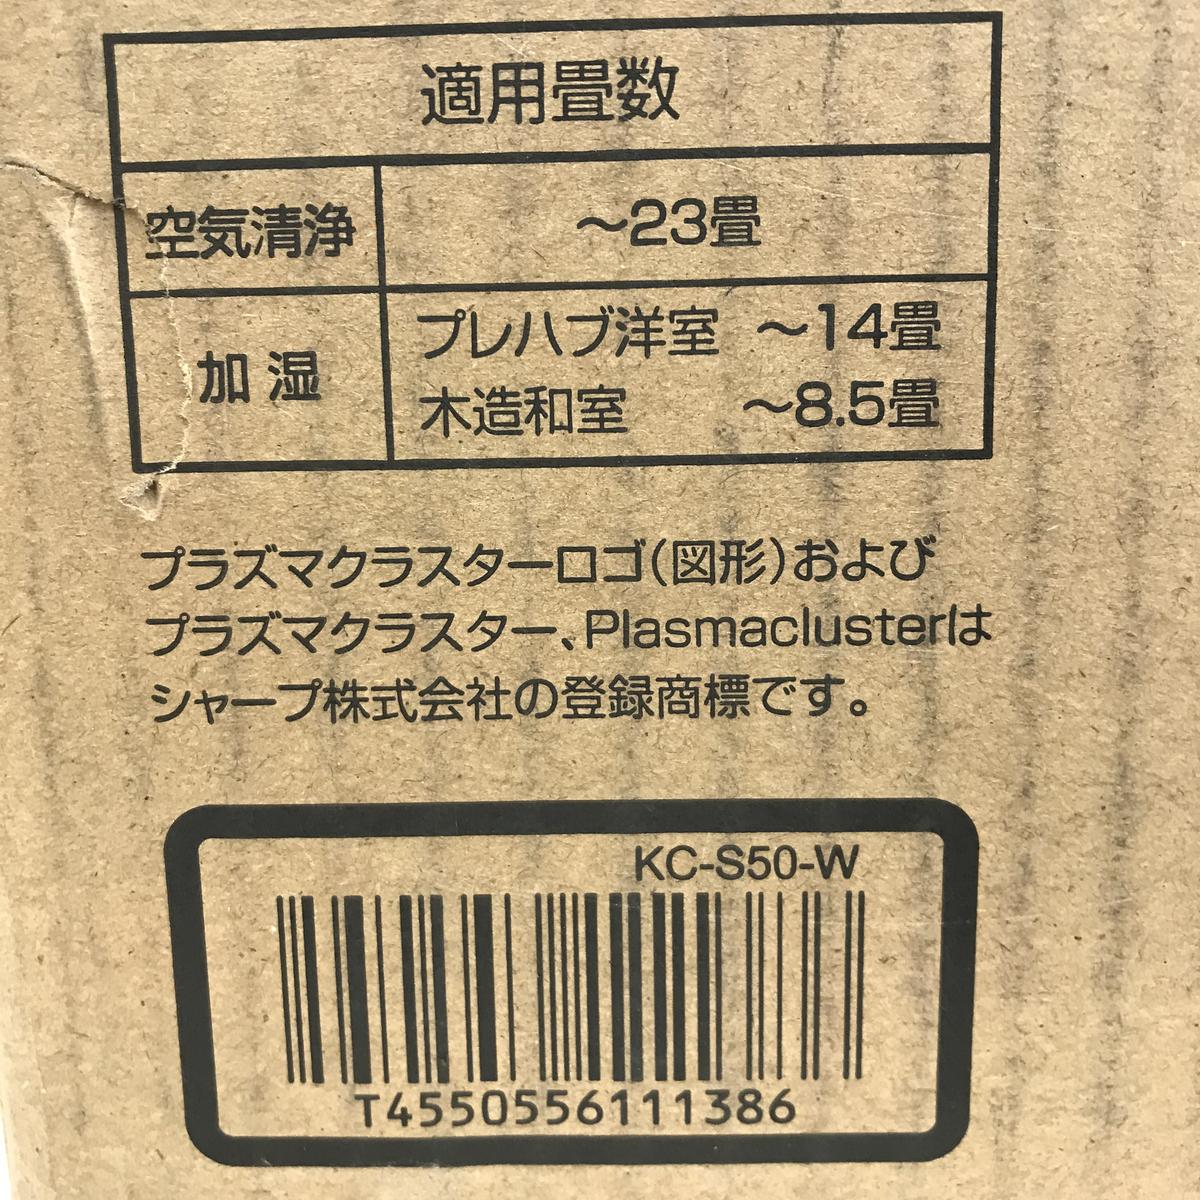 適用畳数
空気清浄 ～23畳
加湿 プレハブ洋室 ～14畳
木造和室 ～8.5畳
プラズマクラスターロゴ(図形)および
プラズマクラスター、Plasmaclusterは
シャープ株式会社の登録商標です。
KC-S50-W
T4550556111386